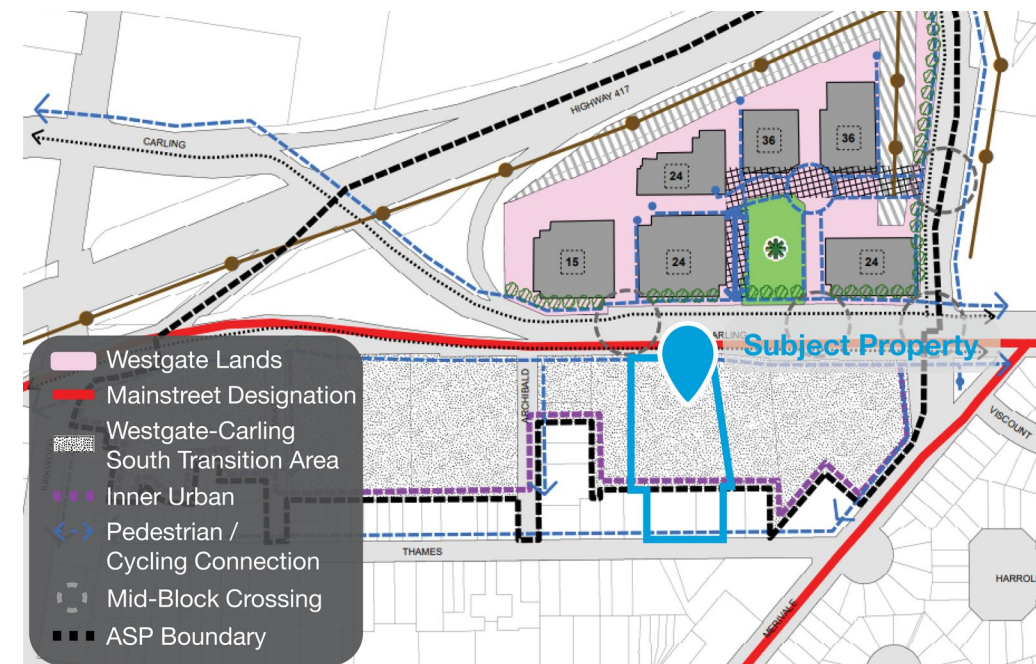 HIGHWAY 417
CARLING
36
36
24
15
24
24
ARLING
Subject Property
ARCHIBALD
VISCOUNT
THAMES
HARROL
MERIVALE
Westgate Lands
Mainstreet Designation
Westgate-Carling
South Transition Area
Inner Urban
Pedestrian /
Cycling Connection
Mid-Block Crossing
ASP Boundary